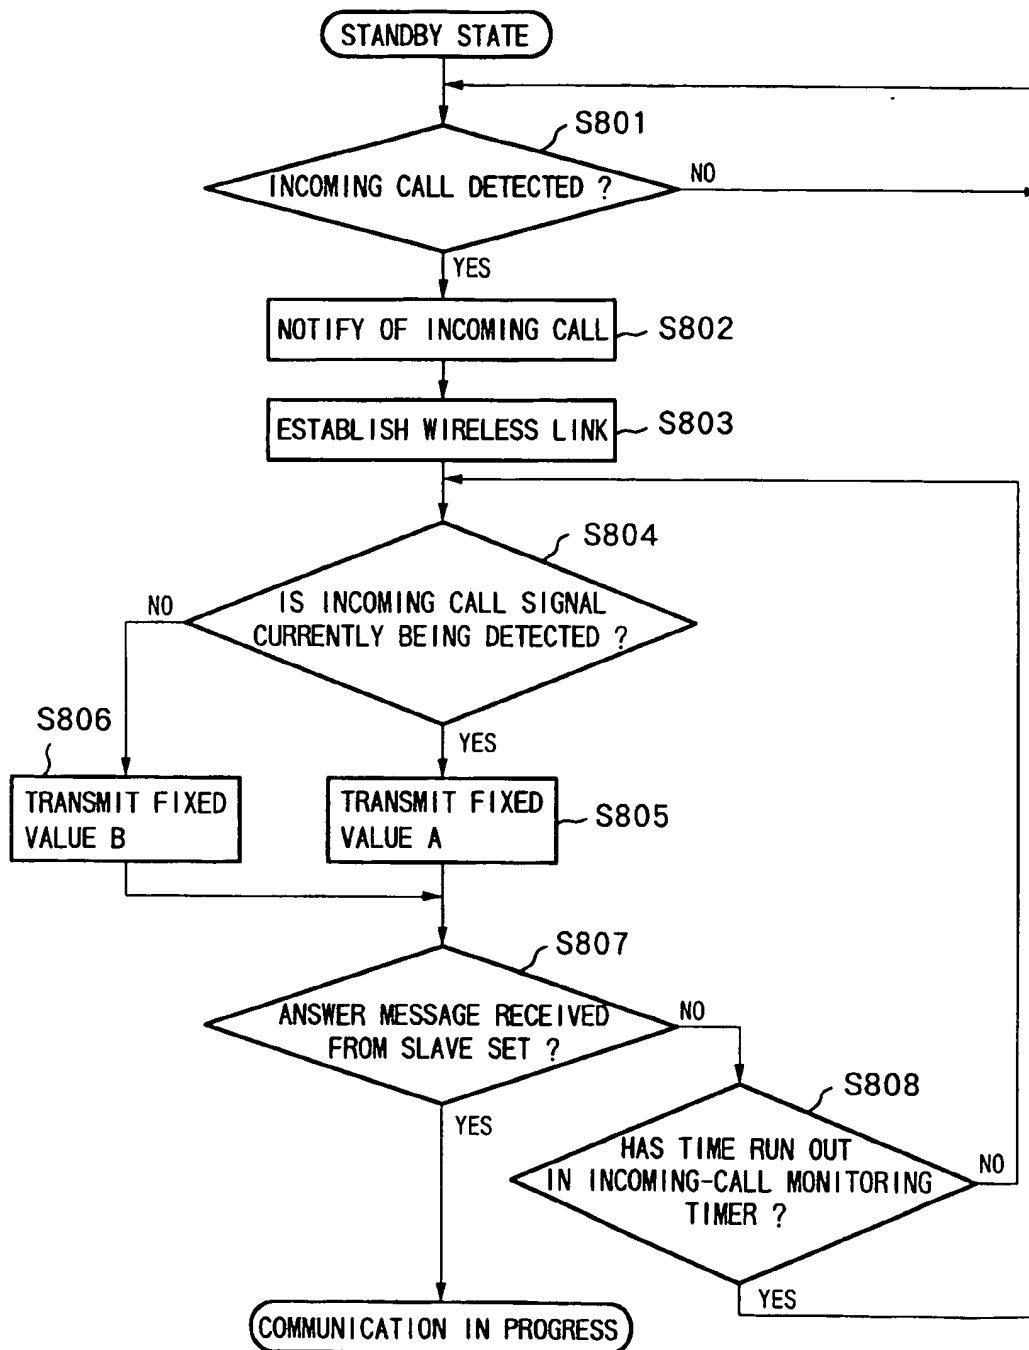 STANDBY STATE
S801
INCOMING CALL DETECTED ?
NO
YES
NOTIFY OF INCOMING CALL
S802
ESTABLISH WIRELESS LINK
S803
S804
IS INCOMING CALL SIGNAL
CURRENTLY BEING DETECTED ?
NO
YES
S806
TRANSMIT FIXED
VALUE B
TRANSMIT FIXED
VALUE A
S805
S807
ANSWER MESSAGE RECEIVED
FROM SLAVE SET ?
NO
YES
S808
HAS TIME RUN OUT
IN INCOMING-CALL MONITORING
TIMER ?
NO
YES
COMMUNICATION IN PROGRESS